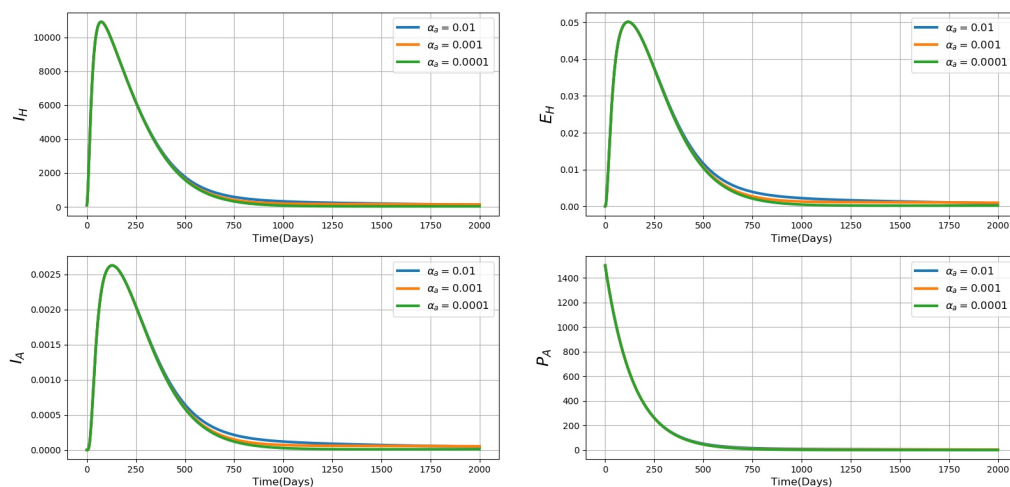 10000
8000
6000
4000
2000
0
I_H
0 250 500 750 1000 1250 1500 1750 2000
Time(Days)
α_a = 0.01
α_a = 0.001
α_a = 0.0001
0.05
0.04
0.03
0.02
0.01
0.00
E_H
0 250 500 750 1000 1250 1500 1750 2000
Time(Days)
α_a = 0.01
α_a = 0.001
α_a = 0.0001
0.0025
0.0020
0.0015
0.0010
0.0005
0.0000
I_A
0 250 500 750 1000 1250 1500 1750 2000
Time(Days)
α_a = 0.01
α_a = 0.001
α_a = 0.0001
1400
1200
1000
800
600
400
200
0
P_A
0 250 500 750 1000 1250 1500 1750 2000
Time(Days)
α_a = 0.01
α_a = 0.001
α_a = 0.0001